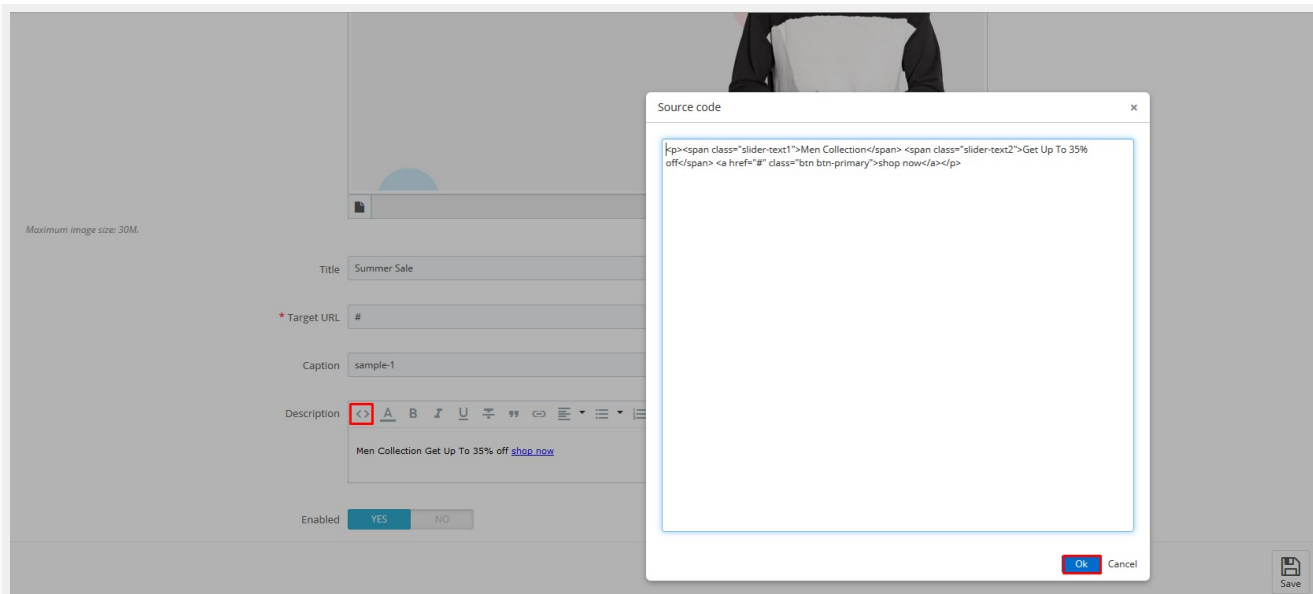 Source code ×
<p><span class="slider-text1">Men Collection</span> <span class="slider-text2">Get Up To 35%
off</span> <a href="#" class="btn btn-primary">shop now</a></p>
Maximum image size: 30M.
Title Summer Sale
* Target URL #
Caption sample-1
Description <> A B I U
Men Collection Get Up To 35% off shop now
Enabled YES NO
Ok Cancel
Save